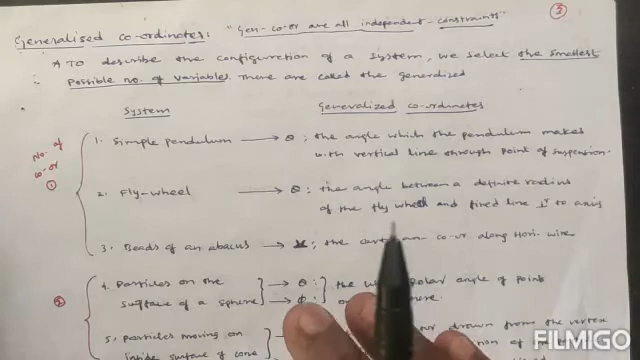 3
Generalised co-ordinates: "Gen-co-or are all independent-constraints"
* To describe the configuration of a system, we select the smallest
possible no. of variables. There are called the generalized
System Generalized co-ordinates
No. of
co-or
1
1. Simple pendulum → θ ; the angle which the pendulum makes
with vertical line through point of suspension.
2. Fly-wheel → θ : the angle between a definite radius
of the fly wheel and fixed line ⊥r to axis
3. Beads of an abacus → x ; the co-or along Hori. wire
2
4. Particles on the → θ : the polar angle of point
surface of a sphere → ϕ :
5. Particles moving on drawn from the vertex
inside surface of cone
FILMIGO